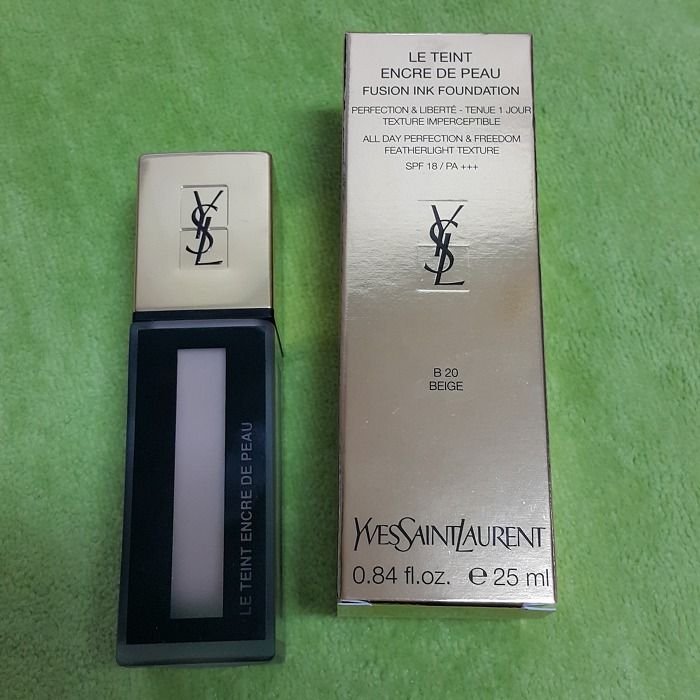 LE TEINT
ENCRE DE PEAU
FUSION INK FOUNDATION
PERFECTION & LIBERTÉ - TENUE 1 JOUR
TEXTURE IMPERCEPTIBLE
ALL DAY PERFECTION & FREEDOM
FEATHERLIGHT TEXTURE
SPF 18 / PA +++
YSL
B 20
BEIGE
YVESSAINTLAURENT
0.84 fl.oz. e 25 ml
YSL
LE TEINT ENCRE DE PEAU